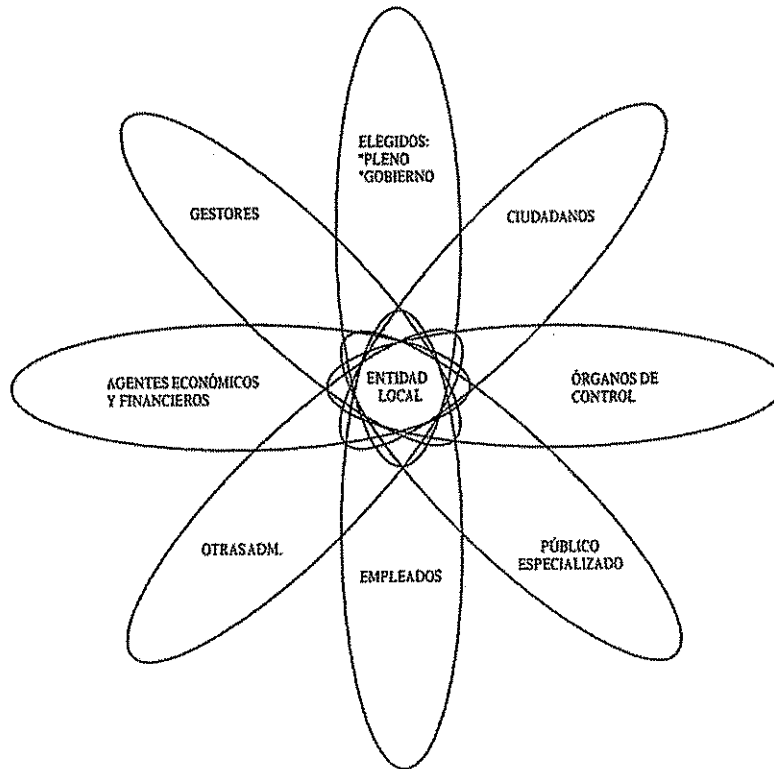 ELEGIDOS:
*PLENO
*GOBIERNO
GESTORES
CIUDADANOS
AGENTES ECONÓMICOS
Y FINANCIEROS
ENTIDAD
LOCAL
ÓRGANOS DE
CONTROL
OTRAS ADM.
EMPLEADOS
PÚBLICO
ESPECIALIZADO